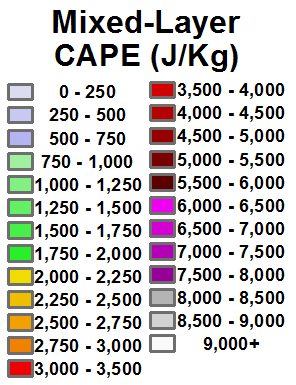 Mixed-Layer
CAPE (J/Kg)
0 - 250
250 - 500
500 - 750
750 - 1,000
1,000 - 1,250
1,250 - 1,500
1,500 - 1,750
1,750 - 2,000
2,000 - 2,250
2,250 - 2,500
2,500 - 2,750
2,750 - 3,000
3,000 - 3,500
3,500 - 4,000
4,000 - 4,500
4,500 - 5,000
5,000 - 5,500
5,500 - 6,000
6,000 - 6,500
6,500 - 7,000
7,000 - 7,500
7,500 - 8,000
8,000 - 8,500
8,500 - 9,000
9,000+